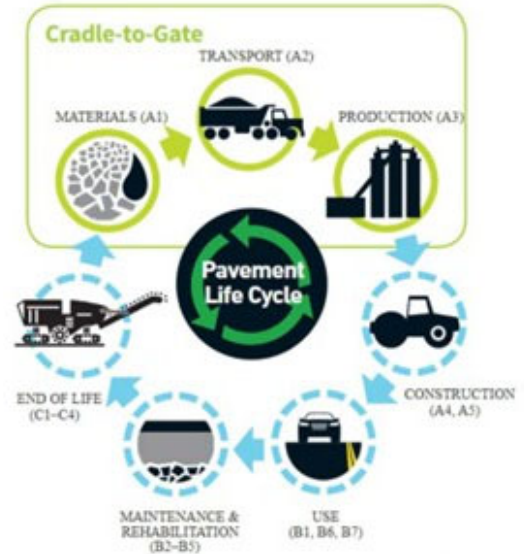 Cradle-to-Gate
TRANSPORT (A2)
MATERIALS (A1)
PRODUCTION (A3)
Pavement
Life Cycle
CONSTRUCTION
(A4, A5)
USE
(B1, B6, B7)
MAINTENANCE &
REHABILITATION
(B2–B5)
END OF LIFE
(C1–C4)